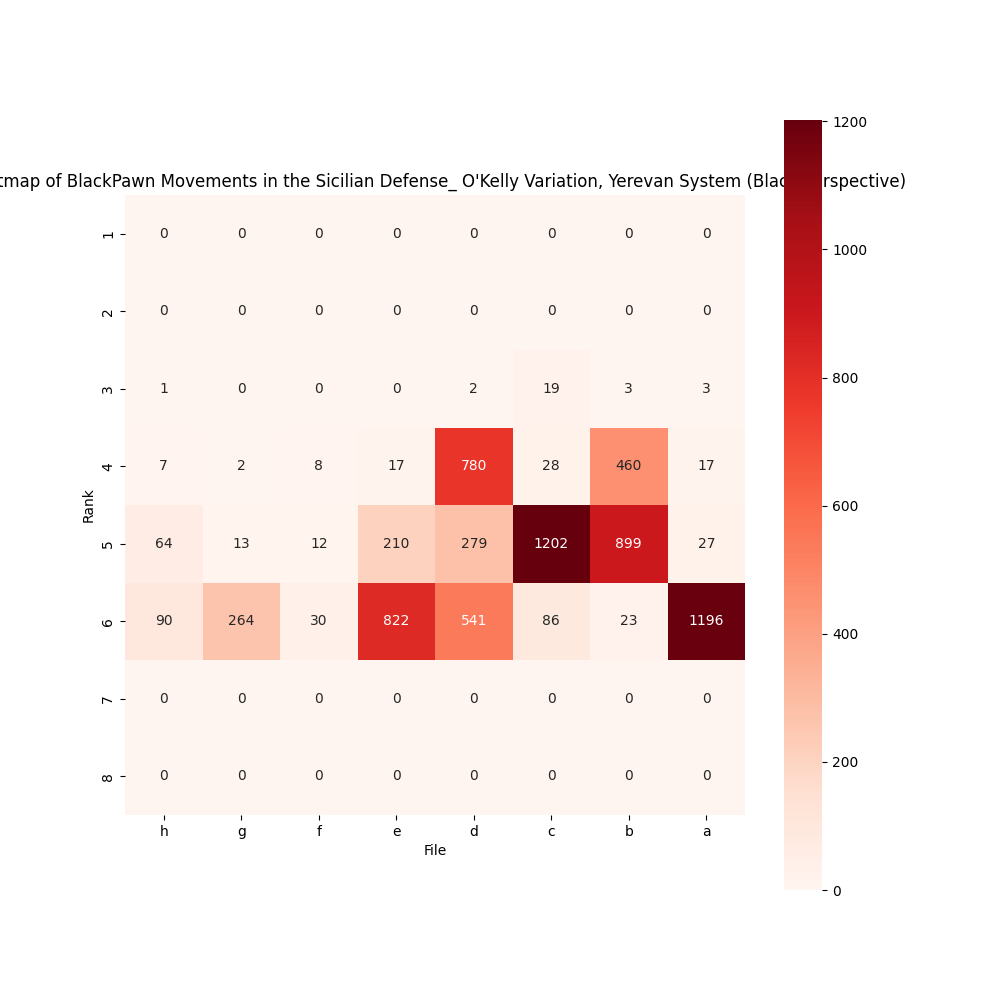 1200
tmap of BlackPawn Movements in the Sicilian Defense_ O'Kelly Variation, Yerevan System (Blac rspective)
1 0 0 0 0 0 0 0 0
1000
2 0 0 0 0 0 0 0 0
800
3 1 0 0 0 2 19 3 3
4 7 2 8 17 780 28 460 17
Rank
600
5 64 13 12 210 279 1202 899 27
6 90 264 30 822 541 86 23 1196
400
7 0 0 0 0 0 0 0 0
200
8 0 0 0 0 0 0 0 0
h g f e d c b a
File
0